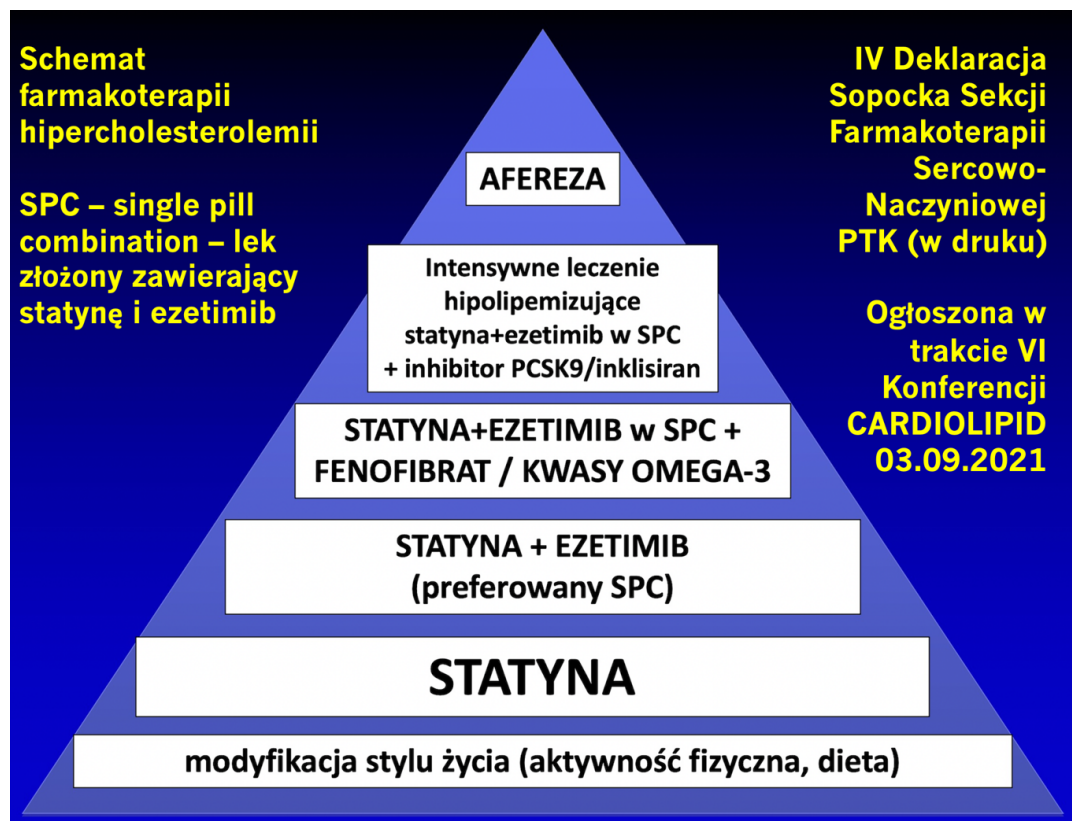 Schemat
farmakoterapii
hipercholesterolemii
SPC – single pill
combination – lek
złożony zawierający
statynę i ezetimib
IV Deklaracja
Sopocka Sekcji
Farmakoterapii
Sercowo-
Naczyniowej
PTK (w druku)
Ogłoszona w
trakcie VI
Konferencji
CARDIOLIPID
03.09.2021
AFEREZA
Intensywne leczenie
hipolipemizujące
statyna+ezetimib w SPC
+ inhibitor PCSK9/inklisiran
STATYNA+EZETIMIB w SPC +
FENOFIBRAT / KWASY OMEGA-3
STATYNA + EZETIMIB
(preferowany SPC)
STATYNA
modyfikacja stylu życia (aktywność fizyczna, dieta)